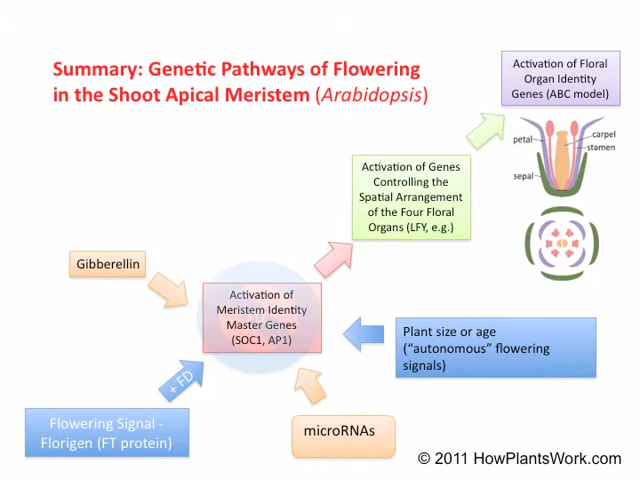 Summary: Genetic Pathways of Flowering
in the Shoot Apical Meristem (Arabidopsis)
Activation of Floral
Organ Identity
Genes (ABC model)
petal
carpel
stamen
sepal
Activation of Genes
Controlling the
Spatial Arrangement
of the Four Floral
Organs (LFY, e.g.)
Gibberellin
Activation of
Meristem Identity
Master Genes
(SOC1, AP1)
Plant size or age
(“autonomous” flowering
signals)
+ FD
Flowering Signal -
Florigen (FT protein)
microRNAs
© 2011 HowPlantsWork.com